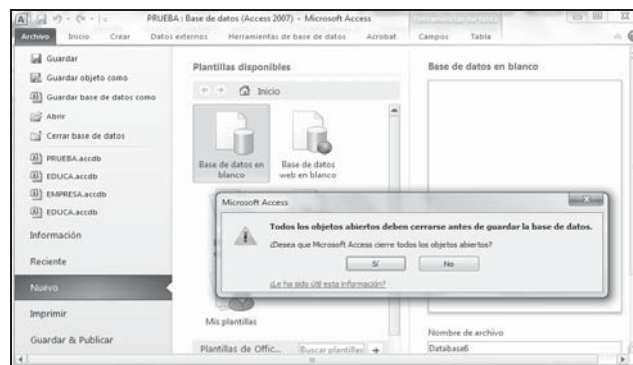 PRUEBA : Base de datos (Access 2007) - Microsoft Access
Herramientas de tabla
Archivo Inicio Crear Datos externos Herramientas de base de datos Acrobat Campos Tabla
Guardar
Guardar objeto como
Guardar base de datos como
Abrir
Cerrar base de datos
PRUEBA.accdb
EDUCA.accdb
EMPRESA.accdb
EDUCA.accdb
Información
Reciente
Nuevo
Imprimir
Guardar & Publicar
Plantillas disponibles
Inicio
Base de datos en
blanco
Base de datos
web en blanco
Mis plantillas
Plantillas de Offic...
Buscar plantillas
Base de datos en blanco
Nombre de archivo
Database6
Microsoft Access
Todos los objetos abiertos deben cerrarse antes de guardar la base de datos.
¿Desea que Microsoft Access cierre todos los objetos abiertos?
Sí No
¿Le ha sido útil esta información?